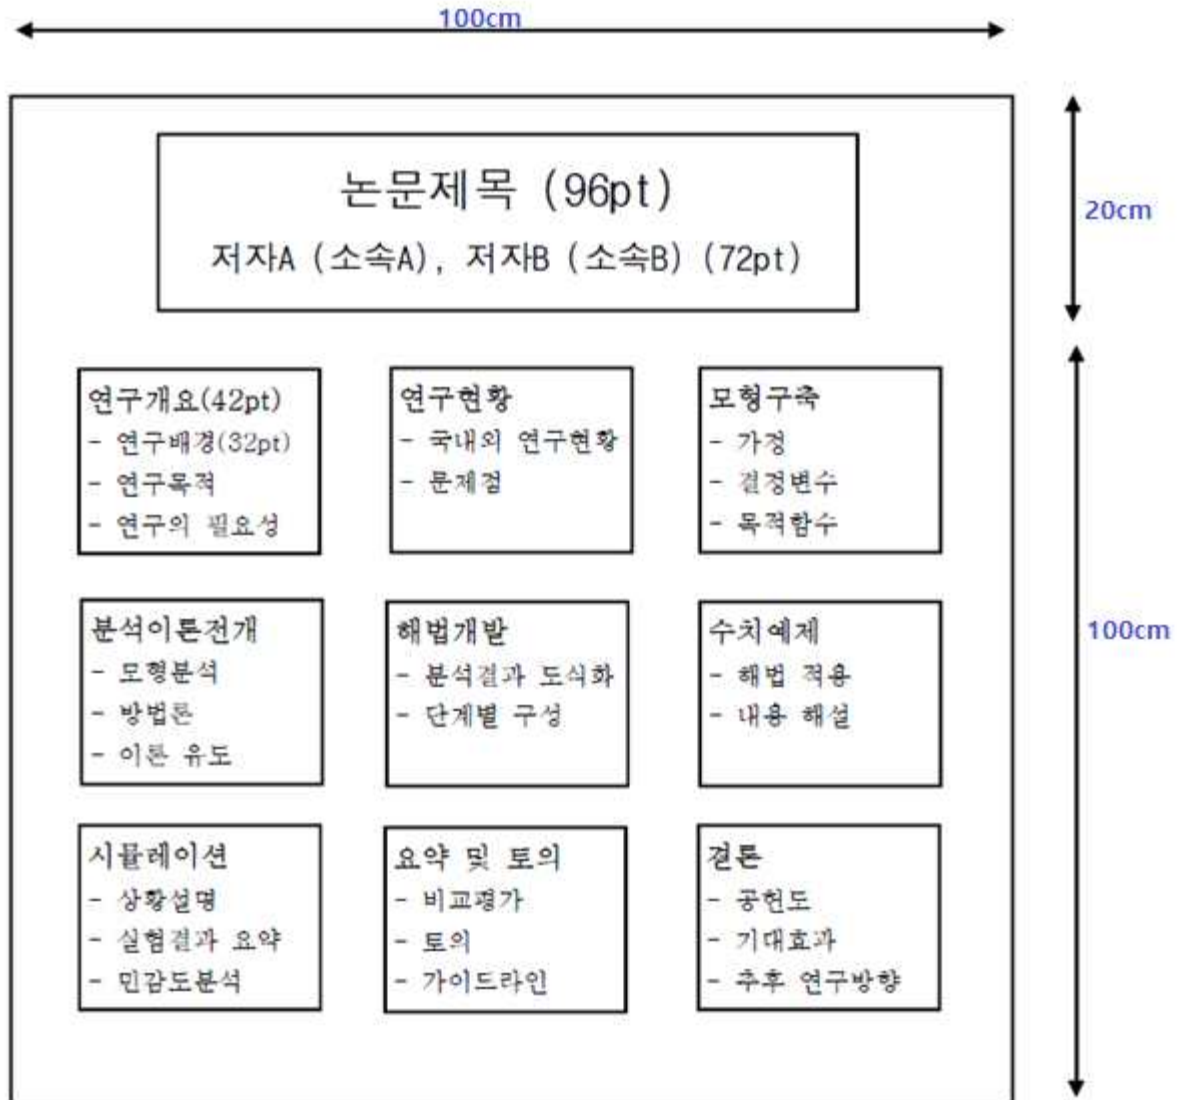 100cm
논문제목 (96pt)
20cm
저자A (소속A), 저자B (소속B) (72pt)
연구개요(42pt)
- 연구배경(32pt)
- 연구목적
- 연구의 필요성
연구현황
- 국내외 연구현황
- 문제점
모형구축
- 가정
- 결정변수
- 목적함수
100cm
분석이론전개
- 모형분석
- 방법론
- 이론 유도
해법개발
- 분석결과 도식화
- 단계별 구성
수치예제
- 해법 적용
- 내용 해설
시뮬레이션
- 상황설명
- 실험결과 요약
- 민감도분석
요약 및 토의
- 비교평가
- 토의
- 가이드라인
결론
- 공헌도
- 기대효과
- 추후 연구방향